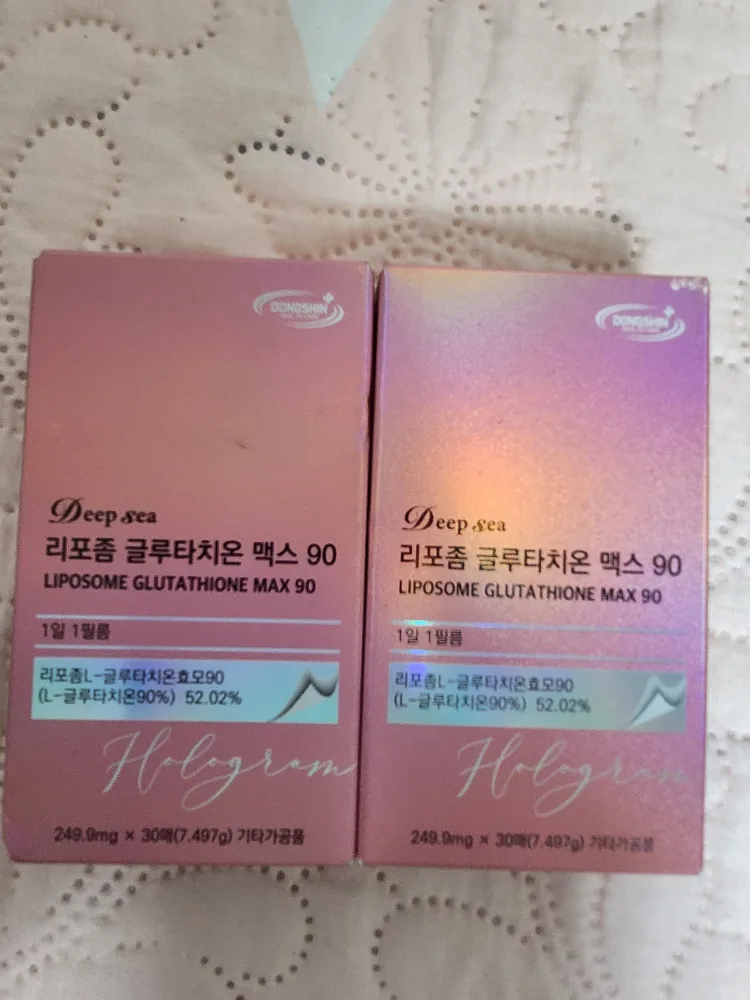 DONGSHIN
Deep sea
리포좀 글루타치온 맥스 90
LIPOSOME GLUTATHIONE MAX 90
1일 1필름
리포좀L-글루타치온효모90
(L-글루타치온90%) 52.02%
Hologram
249.9mg × 30매(7.497g) 기타가공품
DONGSHIN
Deep sea
리포좀 글루타치온 맥스 90
LIPOSOME GLUTATHIONE MAX 90
1일 1필름
리포좀L-글루타치온효모90
(L-글루타치온90%) 52.02%
Hologram
249.9mg × 30매(7.497g) 기타가공품